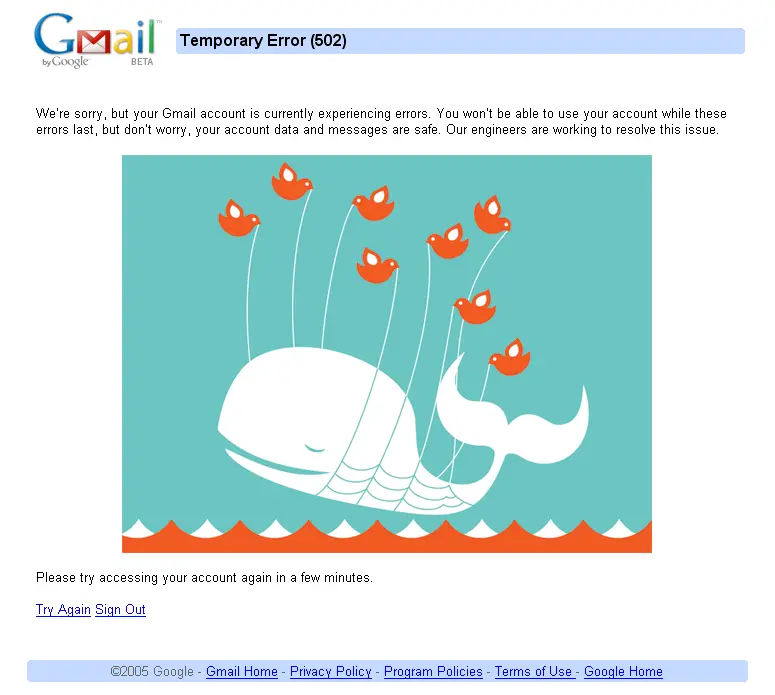 Gmail™
by Google BETA
Temporary Error (502)
We're sorry, but your Gmail account is currently experiencing errors. You won't be able to use your account while these
errors last, but don't worry, your account data and messages are safe. Our engineers are working to resolve this issue.
Please try accessing your account again in a few minutes.
Try Again Sign Out
©2005 Google - Gmail Home - Privacy Policy - Program Policies - Terms of Use - Google Home